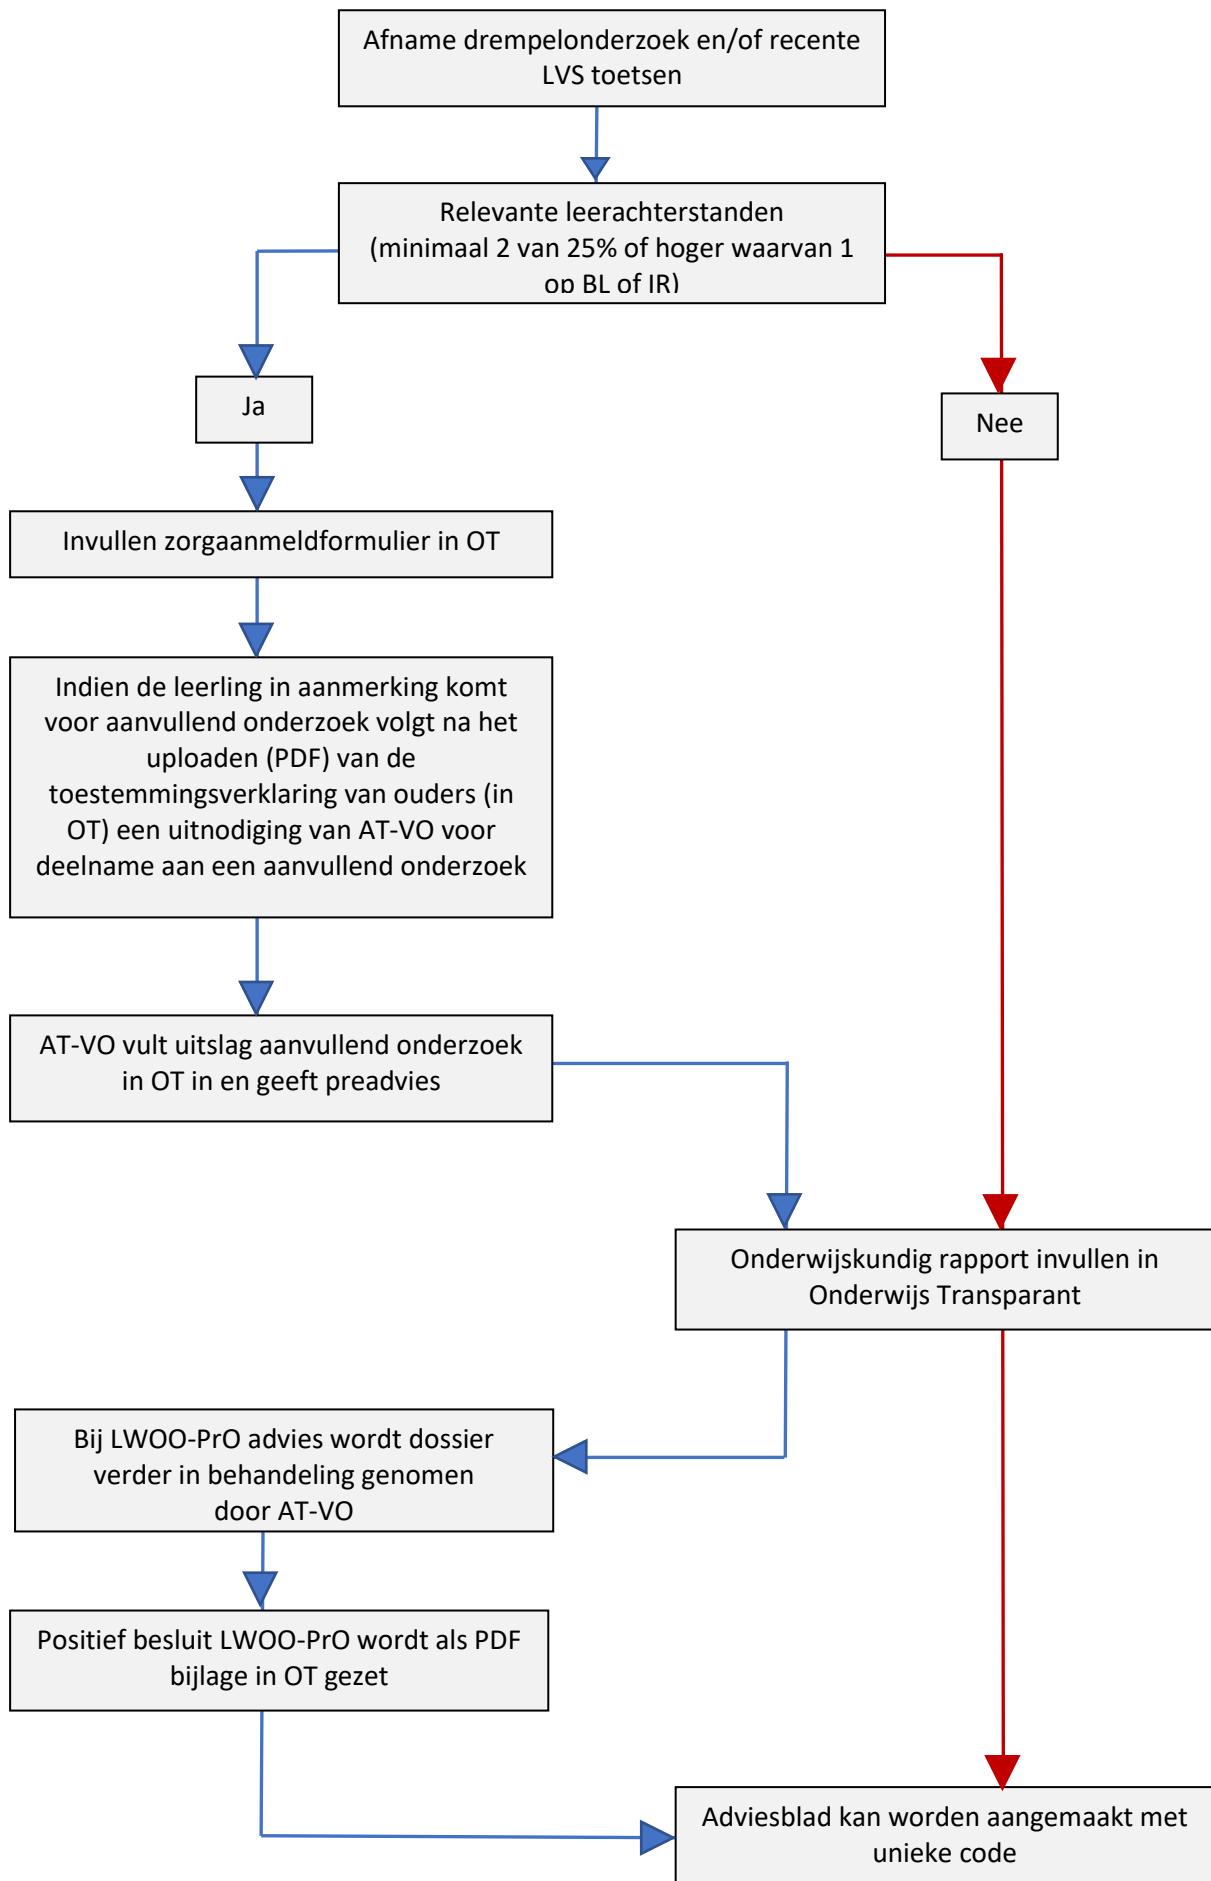 Afname drempelonderzoek en/of recente
LVS toetsen
Relevante leerachterstanden
(minimaal 2 van 25% of hoger waarvan 1
op BL of IR)
Ja
Nee
Invullen zorgaanmeldformulier in OT
Indien de leerling in aanmerking komt
voor aanvullend onderzoek volgt na het
uploaden (PDF) van de
toestemmingsverklaring van ouders (in
OT) een uitnodiging van AT-VO voor
deelname aan een aanvullend onderzoek
AT-VO vult uitslag aanvullend onderzoek
in OT in en geeft preadvies
Onderwijskundig rapport invullen in
Onderwijs Transparant
Bij LWOO-PrO advies wordt dossier
verder in behandeling genomen
door AT-VO
Positief besluit LWOO-PrO wordt als PDF
bijlage in OT gezet
Adviesblad kan worden aangemaakt met
unieke code